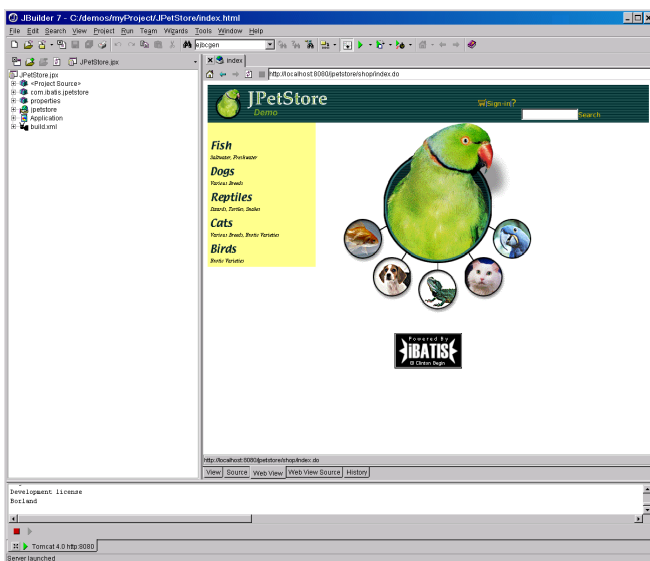 JBuilder 7 - C:/demos/myProject/JPetStore/index.html
File Edit Search View Project Run Team Wizards Tools Window Help
ejbcgen
JPetStore.jpx
index
JPetStore.jpx
<Project Source>
com.ibatis.jpetstore
properties
jpetstore
Application
build.xml
http://localhost:8080/jpetstore/shop/index.do
JPetStore
Demo
Sign-in ?
Search
Fish
Saltwater, Freshwater
Dogs
Various Breeds
Reptiles
Lizards, Turtles, Snakes
Cats
Various Breeds, Exotic Varieties
Birds
Exotic Varieties
Powered By
iBATIS
© Clinton Begin
http://localhost:8080/jpetstore/shop/index.do
View Source Web View Web View Source History
Development license
Borland
Tomcat 4.0 http:8080
Server launched